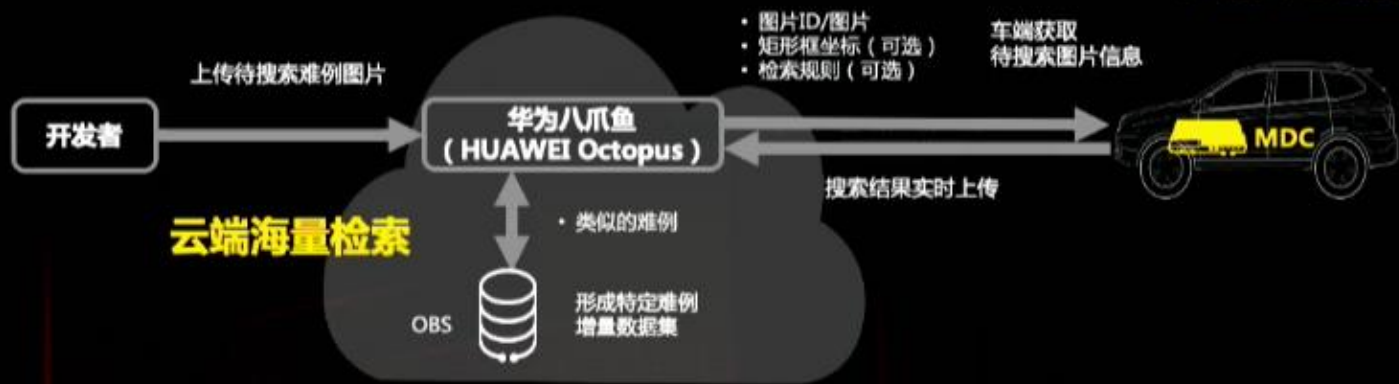 上传待搜索难例图片
开发者
华为八爪鱼
（HUAWEI Octopus）
• 图片ID/图片
• 矩形框坐标（可选）
• 检索规则（可选）
车端获取
待搜索图片信息
MDC
搜索结果实时上传
云端海量检索
• 类似的难例
OBS
形成特定难例
增量数据集